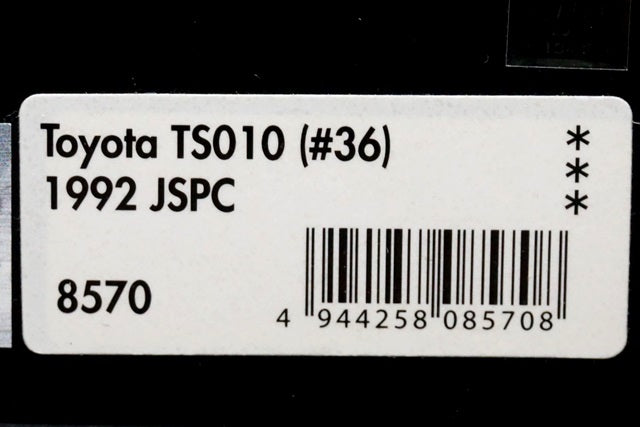 Toyota TS010 (#36)
1992 JSPC
***
8570
4 944258 085708